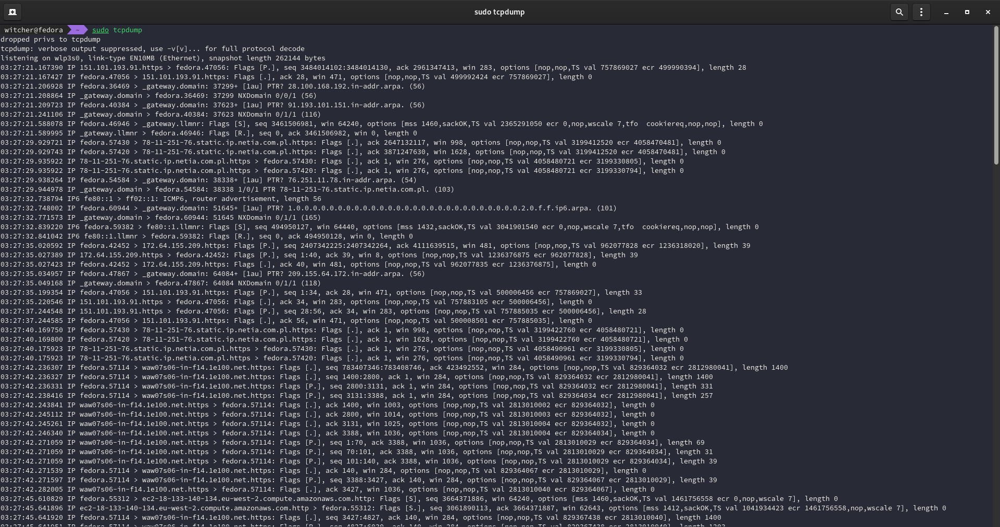 sudo tcpdump
witcher@fedora ~ sudo tcpdump
dropped privs to tcpdump
tcpdump: verbose output suppressed, use -v[v]... for full protocol decode
listening on wlp3s0, link-type EN10MB (Ethernet), snapshot length 262144 bytes
03:27:21.167390 IP 151.101.193.91.https > fedora.47056: Flags [P.], seq 3484014102:3484014130, ack 2961347413, win 283, options [nop,nop,TS val 757869027 ecr 499990394], length 28
03:27:21.167427 IP fedora.47056 > 151.101.193.91.https: Flags [.], ack 28, win 471, options [nop,nop,TS val 499992424 ecr 757869027], length 0
03:27:21.206928 IP fedora.36469 > _gateway.domain: 37299+ [1au] PTR? 28.100.168.192.in-addr.arpa. (56)
03:27:21.208864 IP _gateway.domain > fedora.36469: 37299 NXDomain 0/0/1 (56)
03:27:21.209723 IP fedora.40384 > _gateway.domain: 37623+ [1au] PTR? 91.193.101.151.in-addr.arpa. (56)
03:27:21.241106 IP _gateway.domain > fedora.40384: 37623 NXDomain 0/1/1 (116)
03:27:21.588078 IP fedora.46946 > _gateway.llmnr: Flags [S], seq 3461506981, win 64240, options [mss 1460,sackOK,TS val 2365291050 ecr 0,nop,wscale 7,tfo  cookiereq,nop,nop], length 0
03:27:21.589995 IP _gateway.llmnr > fedora.46946: Flags [R.], seq 0, ack 3461506982, win 0, length 0
03:27:29.929721 IP fedora.57430 > 78-11-251-76.static.ip.netia.com.pl.https: Flags [.], ack 2647132117, win 998, options [nop,nop,TS val 3199412520 ecr 4058470481], length 0
03:27:29.929743 IP fedora.57420 > 78-11-251-76.static.ip.netia.com.pl.https: Flags [.], ack 3871247630, win 1628, options [nop,nop,TS val 3199412520 ecr 4058470481], length 0
03:27:29.935922 IP 78-11-251-76.static.ip.netia.com.pl.https > fedora.57430: Flags [.], ack 1, win 276, options [nop,nop,TS val 4058480721 ecr 3199330805], length 0
03:27:29.935922 IP 78-11-251-76.static.ip.netia.com.pl.https > fedora.57420: Flags [.], ack 1, win 276, options [nop,nop,TS val 4058480721 ecr 3199330794], length 0
03:27:29.938264 IP fedora.54584 > _gateway.domain: 38338+ [1au] PTR? 76.251.11.78.in-addr.arpa. (54)
03:27:29.944978 IP _gateway.domain > fedora.54584: 38338 1/0/1 PTR 78-11-251-76.static.ip.netia.com.pl. (103)
03:27:32.738794 IP6 fe80::1 > ff02::1: ICMP6, router advertisement, length 56
03:27:32.748002 IP fedora.60944 > _gateway.domain: 51645+ [1au] PTR? 1.0.0.0.0.0.0.0.0.0.0.0.0.0.0.0.0.0.0.0.0.0.0.0.0.0.0.0.2.0.f.f.ip6.arpa. (101)
03:27:32.771573 IP _gateway.domain > fedora.60944: 51645 NXDomain 0/1/1 (165)
03:27:32.839220 IP6 fedora.59382 > fe80::1.llmnr: Flags [S], seq 494950127, win 64440, options [mss 1432,sackOK,TS val 3041901540 ecr 0,nop,wscale 7,tfo  cookiereq,nop,nop], length 0
03:27:32.841042 IP6 fe80::1.llmnr > fedora.59382: Flags [R.], seq 0, ack 494950128, win 0, length 0
03:27:35.020592 IP fedora.42452 > 172.64.155.209.https: Flags [P.], seq 2407342225:2407342264, ack 4111639515, win 481, options [nop,nop,TS val 962077828 ecr 1236318020], length 39
03:27:35.027389 IP 172.64.155.209.https > fedora.42452: Flags [P.], seq 1:40, ack 39, win 8, options [nop,nop,TS val 1236376875 ecr 962077828], length 39
03:27:35.027423 IP fedora.42452 > 172.64.155.209.https: Flags [.], ack 40, win 481, options [nop,nop,TS val 962077835 ecr 1236376875], length 0
03:27:35.034957 IP fedora.47867 > _gateway.domain: 64084+ [1au] PTR? 209.155.64.172.in-addr.arpa. (56)
03:27:35.049168 IP _gateway.domain > fedora.47867: 64084 NXDomain 0/1/1 (118)
03:27:35.199354 IP fedora.47056 > 151.101.193.91.https: Flags [P.], seq 1:34, ack 28, win 471, options [nop,nop,TS val 500006456 ecr 757869027], length 33
03:27:35.220546 IP 151.101.193.91.https > fedora.47056: Flags [.], ack 34, win 283, options [nop,nop,TS val 757883105 ecr 500006456], length 0
03:27:37.244548 IP 151.101.193.91.https > fedora.47056: Flags [P.], seq 28:56, ack 34, win 283, options [nop,nop,TS val 757885035 ecr 500006456], length 28
03:27:37.244585 IP fedora.47056 > 151.101.193.91.https: Flags [.], ack 56, win 471, options [nop,nop,TS val 500008501 ecr 757885035], length 0
03:27:40.169750 IP fedora.57430 > 78-11-251-76.static.ip.netia.com.pl.https: Flags [.], ack 1, win 998, options [nop,nop,TS val 3199422760 ecr 4058480721], length 0
03:27:40.169800 IP fedora.57420 > 78-11-251-76.static.ip.netia.com.pl.https: Flags [.], ack 1, win 1628, options [nop,nop,TS val 3199422760 ecr 4058480721], length 0
03:27:40.175923 IP 78-11-251-76.static.ip.netia.com.pl.https > fedora.57430: Flags [.], ack 1, win 276, options [nop,nop,TS val 4058490961 ecr 3199330805], length 0
03:27:40.175923 IP 78-11-251-76.static.ip.netia.com.pl.https > fedora.57420: Flags [.], ack 1, win 276, options [nop,nop,TS val 4058490961 ecr 3199330794], length 0
03:27:42.236307 IP fedora.57114 > waw07s06-in-f14.1e100.net.https: Flags [.], seq 783407346:783408746, ack 423492552, win 284, options [nop,nop,TS val 829364032 ecr 2812980041], length 1400
03:27:42.236327 IP fedora.57114 > waw07s06-in-f14.1e100.net.https: Flags [.], seq 1400:2800, ack 1, win 284, options [nop,nop,TS val 829364032 ecr 2812980041], length 1400
03:27:42.236331 IP fedora.57114 > waw07s06-in-f14.1e100.net.https: Flags [P.], seq 2800:3131, ack 1, win 284, options [nop,nop,TS val 829364032 ecr 2812980041], length 331
03:27:42.238416 IP fedora.57114 > waw07s06-in-f14.1e100.net.https: Flags [P.], seq 3131:3388, ack 1, win 284, options [nop,nop,TS val 829364034 ecr 2812980041], length 257
03:27:42.243841 IP waw07s06-in-f14.1e100.net.https > fedora.57114: Flags [.], ack 1400, win 1003, options [nop,nop,TS val 2813010002 ecr 829364032], length 0
03:27:42.245112 IP waw07s06-in-f14.1e100.net.https > fedora.57114: Flags [.], ack 2800, win 1014, options [nop,nop,TS val 2813010003 ecr 829364032], length 0
03:27:42.245261 IP waw07s06-in-f14.1e100.net.https > fedora.57114: Flags [.], ack 3131, win 1025, options [nop,nop,TS val 2813010004 ecr 829364032], length 0
03:27:42.246340 IP waw07s06-in-f14.1e100.net.https > fedora.57114: Flags [.], ack 3388, win 1036, options [nop,nop,TS val 2813010004 ecr 829364034], length 0
03:27:42.271059 IP waw07s06-in-f14.1e100.net.https > fedora.57114: Flags [P.], seq 1:70, ack 3388, win 1036, options [nop,nop,TS val 2813010029 ecr 829364034], length 69
03:27:42.271059 IP waw07s06-in-f14.1e100.net.https > fedora.57114: Flags [P.], seq 70:101, ack 3388, win 1036, options [nop,nop,TS val 2813010029 ecr 829364034], length 31
03:27:42.271059 IP waw07s06-in-f14.1e100.net.https > fedora.57114: Flags [P.], seq 101:140, ack 3388, win 1036, options [nop,nop,TS val 2813010029 ecr 829364034], length 39
03:27:42.271539 IP fedora.57114 > waw07s06-in-f14.1e100.net.https: Flags [.], ack 140, win 284, options [nop,nop,TS val 829364067 ecr 2813010029], length 0
03:27:42.271597 IP fedora.57114 > waw07s06-in-f14.1e100.net.https: Flags [P.], seq 3388:3427, ack 140, win 284, options [nop,nop,TS val 829364067 ecr 2813010029], length 39
03:27:42.282005 IP waw07s06-in-f14.1e100.net.https > fedora.57114: Flags [.], ack 3427, win 1036, options [nop,nop,TS val 2813010040 ecr 829364067], length 0
03:27:45.610829 IP fedora.55312 > ec2-18-133-140-134.eu-west-2.compute.amazonaws.com.http: Flags [S], seq 3664371886, win 64240, options [mss 1460,sackOK,TS val 1461756558 ecr 0,nop,wscale 7], length 0
03:27:45.641896 IP ec2-18-133-140-134.eu-west-2.compute.amazonaws.com.http > fedora.55312: Flags [S.], seq 3061890113, ack 3664371887, win 62643, options [mss 1412,sackOK,TS val 1041934423 ecr 1461756558,nop,wscale 7], length 0
03:27:45.641920 IP fedora.57114 > waw07s06-in-f14.1e100.net.https: Flags [.], seq 3427:4827, ack 140, win 284, options [nop,nop,TS val 829367438 ecr 2813010040], length 1400